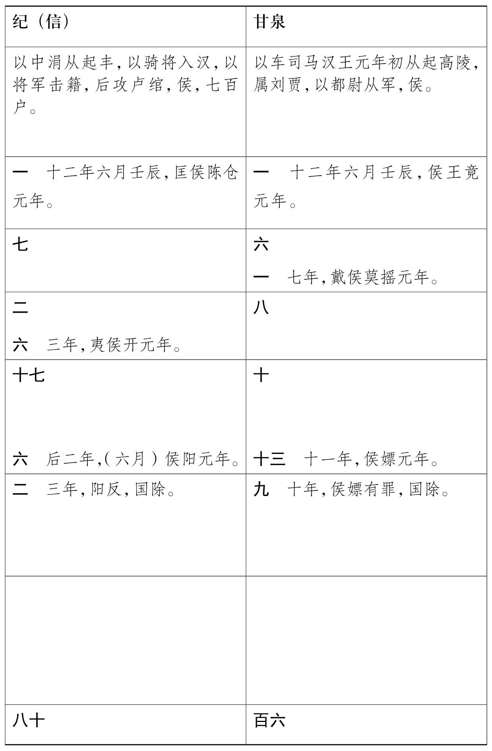 纪（信）
甘泉
以中涓从起丰，以骑将入汉，以
将军击籍，后攻卢绾，侯，七百
户。
以车司马汉王元年初从起高陵，
属刘贾，以都尉从军，侯。
一 十二年六月壬辰，匡侯陈仓
元年。
一 十二年六月壬辰，侯王竟
元年。
七
六
一 七年，戴侯莫摇元年。
二
六 三年，夷侯开元年。
八
十七
六 后二年，（六月）侯阳元年。
十
十三 十一年，侯嫖元年。
二 三年，阳反，国除。
九 十年，侯嫖有罪，国除。
八十
百六